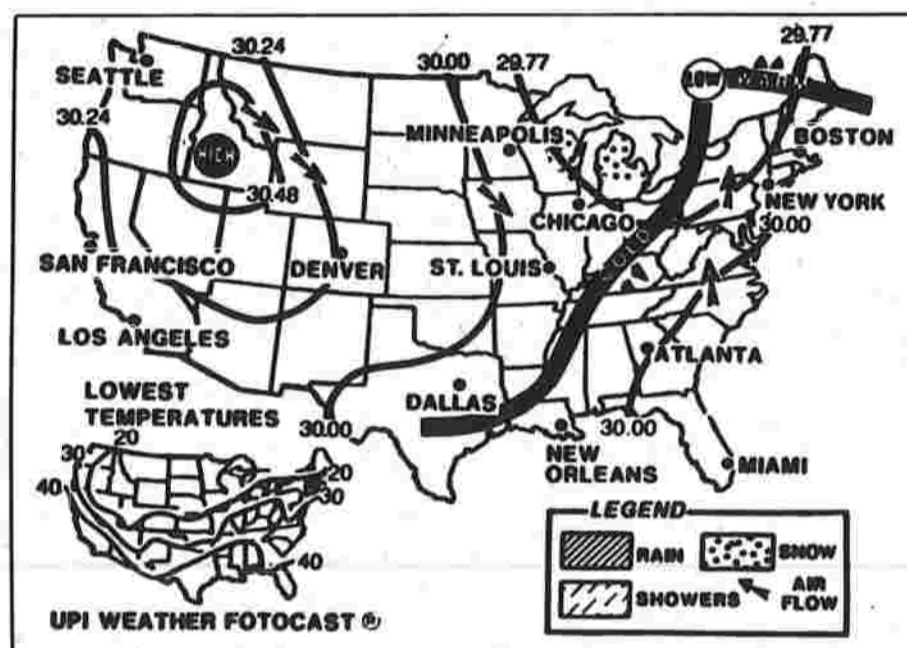 30.24
30.00
29.77
29.77
SEATTLE
LOW
30.24
MINNEAPOLIS
BOSTON
HIGH
30.48
NEW YORK
CHICAGO
30.00
COLD
SAN FRANCISCO
DENVER
ST. LOUIS
LOS ANGELES
ATLANTA
LOWEST
TEMPERATURES
DALLAS
30.00
30.00
NEW
ORLEANS
MIAMI
20
30
40
20
30
40
LEGEND
RAIN
SNOW
SHOWERS
AIR
FLOW
UPI WEATHER FOTOCAST ®